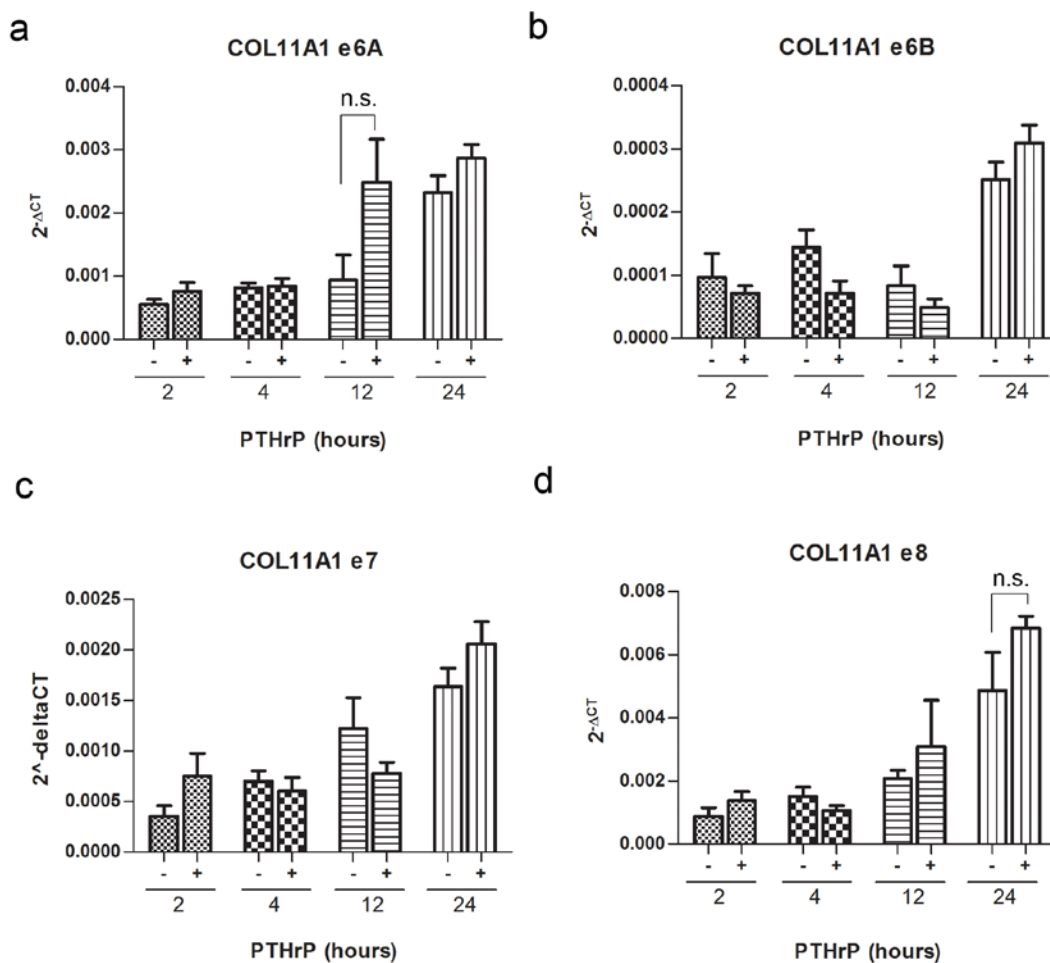 a
COL11A1 e6A
0.004
0.003
0.002
0.001
0.000
2^-ΔCT
n.s.
- + - + - + - +
2 4 12 24
PTHrP (hours)
b
COL11A1 e6B
0.0004
0.0003
0.0002
0.0001
0.0000
2^-ΔCT
- + - + - + - +
2 4 12 24
PTHrP (hours)
c
COL11A1 e7
0.0025
0.0020
0.0015
0.0010
0.0005
0.0000
2^-deltaCT
- + - + - + - +
2 4 12 24
PTHrP (hours)
d
COL11A1 e8
0.008
0.006
0.004
0.002
0.000
2^-ΔCT
n.s.
- + - + - + - +
2 4 12 24
PTHrP (hours)